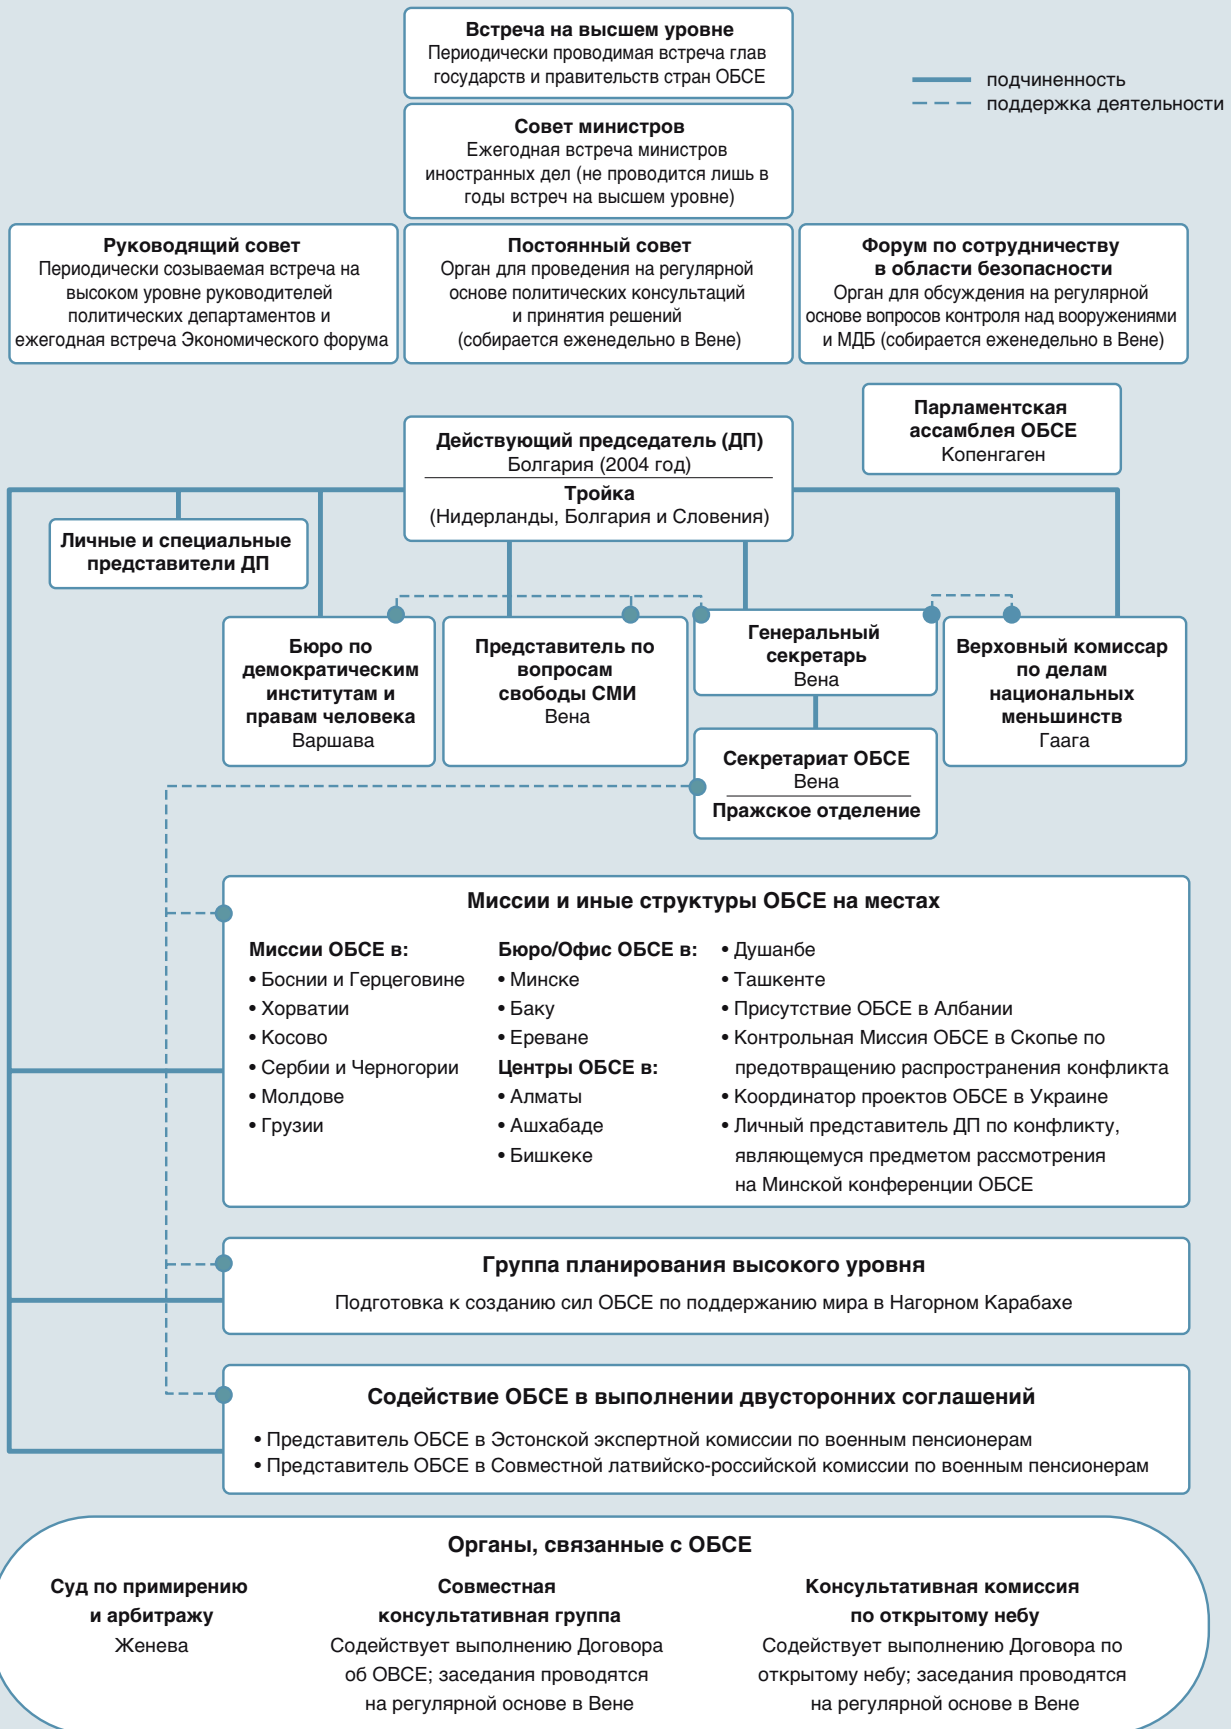 Встреча на высшем уровне
Периодически проводимая встреча глав
государств и правительств стран ОБСЕ
подчиненность
поддержка деятельности
Совет министров
Ежегодная встреча министров
иностранных дел (не проводится лишь в
годы встреч на высшем уровне)
Руководящий совет
Периодически созываемая встреча на
высоком уровне руководителей
политических департаментов и
ежегодная встреча Экономического форума
Постоянный совет
Орган для проведения на регулярной
основе политических консультаций
и принятия решений
(собирается еженедельно в Вене)
Форум по сотрудничеству
в области безопасности
Орган для обсуждения на регулярной
основе вопросов контроля над вооружениями
и МДБ (собирается еженедельно в Вене)
Парламентская
ассамблея ОБСЕ
Копенгаген
Действующий председатель (ДП)
Болгария (2004 год)
Тройка
(Нидерланды, Болгария и Словения)
Личные и специальные
представители ДП
Бюро по
демократическим
институтам и
правам человека
Варшава
Представитель по
вопросам
свободы СМИ
Вена
Генеральный
секретарь
Вена
Верховный комиссар
по делам
национальных
меньшинств
Гаага
Секретариат ОБСЕ
Вена
Пражское отделение
Миссии и иные структуры ОБСЕ на местах
Миссии ОБСЕ в:
• Боснии и Герцеговине
• Хорватии
• Косово
• Сербии и Черногории
• Молдове
• Грузии
Бюро/Офис ОБСЕ в:
• Минске
• Баку
• Ереване
Центры ОБСЕ в:
• Алматы
• Ашхабаде
• Бишкеке
• Душанбе
• Ташкенте
• Присутствие ОБСЕ в Албании
• Контрольная Миссия ОБСЕ в Скопье по
предотвращению распространения конфликта
• Координатор проектов ОБСЕ в Украине
• Личный представитель ДП по конфликту,
являющемуся предметом рассмотрения
на Минской конференции ОБСЕ
Группа планирования высокого уровня
Подготовка к созданию сил ОБСЕ по поддержанию мира в Нагорном Карабахе
Содействие ОБСЕ в выполнении двусторонних соглашений
• Представитель ОБСЕ в Эстонской экспертной комиссии по военным пенсионерам
• Представитель ОБСЕ в Совместной латвийско-российской комиссии по военным пенсионерам
Органы, связанные с ОБСЕ
Суд по примирению
и арбитражу
Женева
Совместная
консультативная группа
Содействует выполнению Договора
об ОВСЕ; заседания проводятся
на регулярной основе в Вене
Консультативная комиссия
по открытому небу
Содействует выполнению Договора по
открытому небу; заседания проводятся
на регулярной основе в Вене